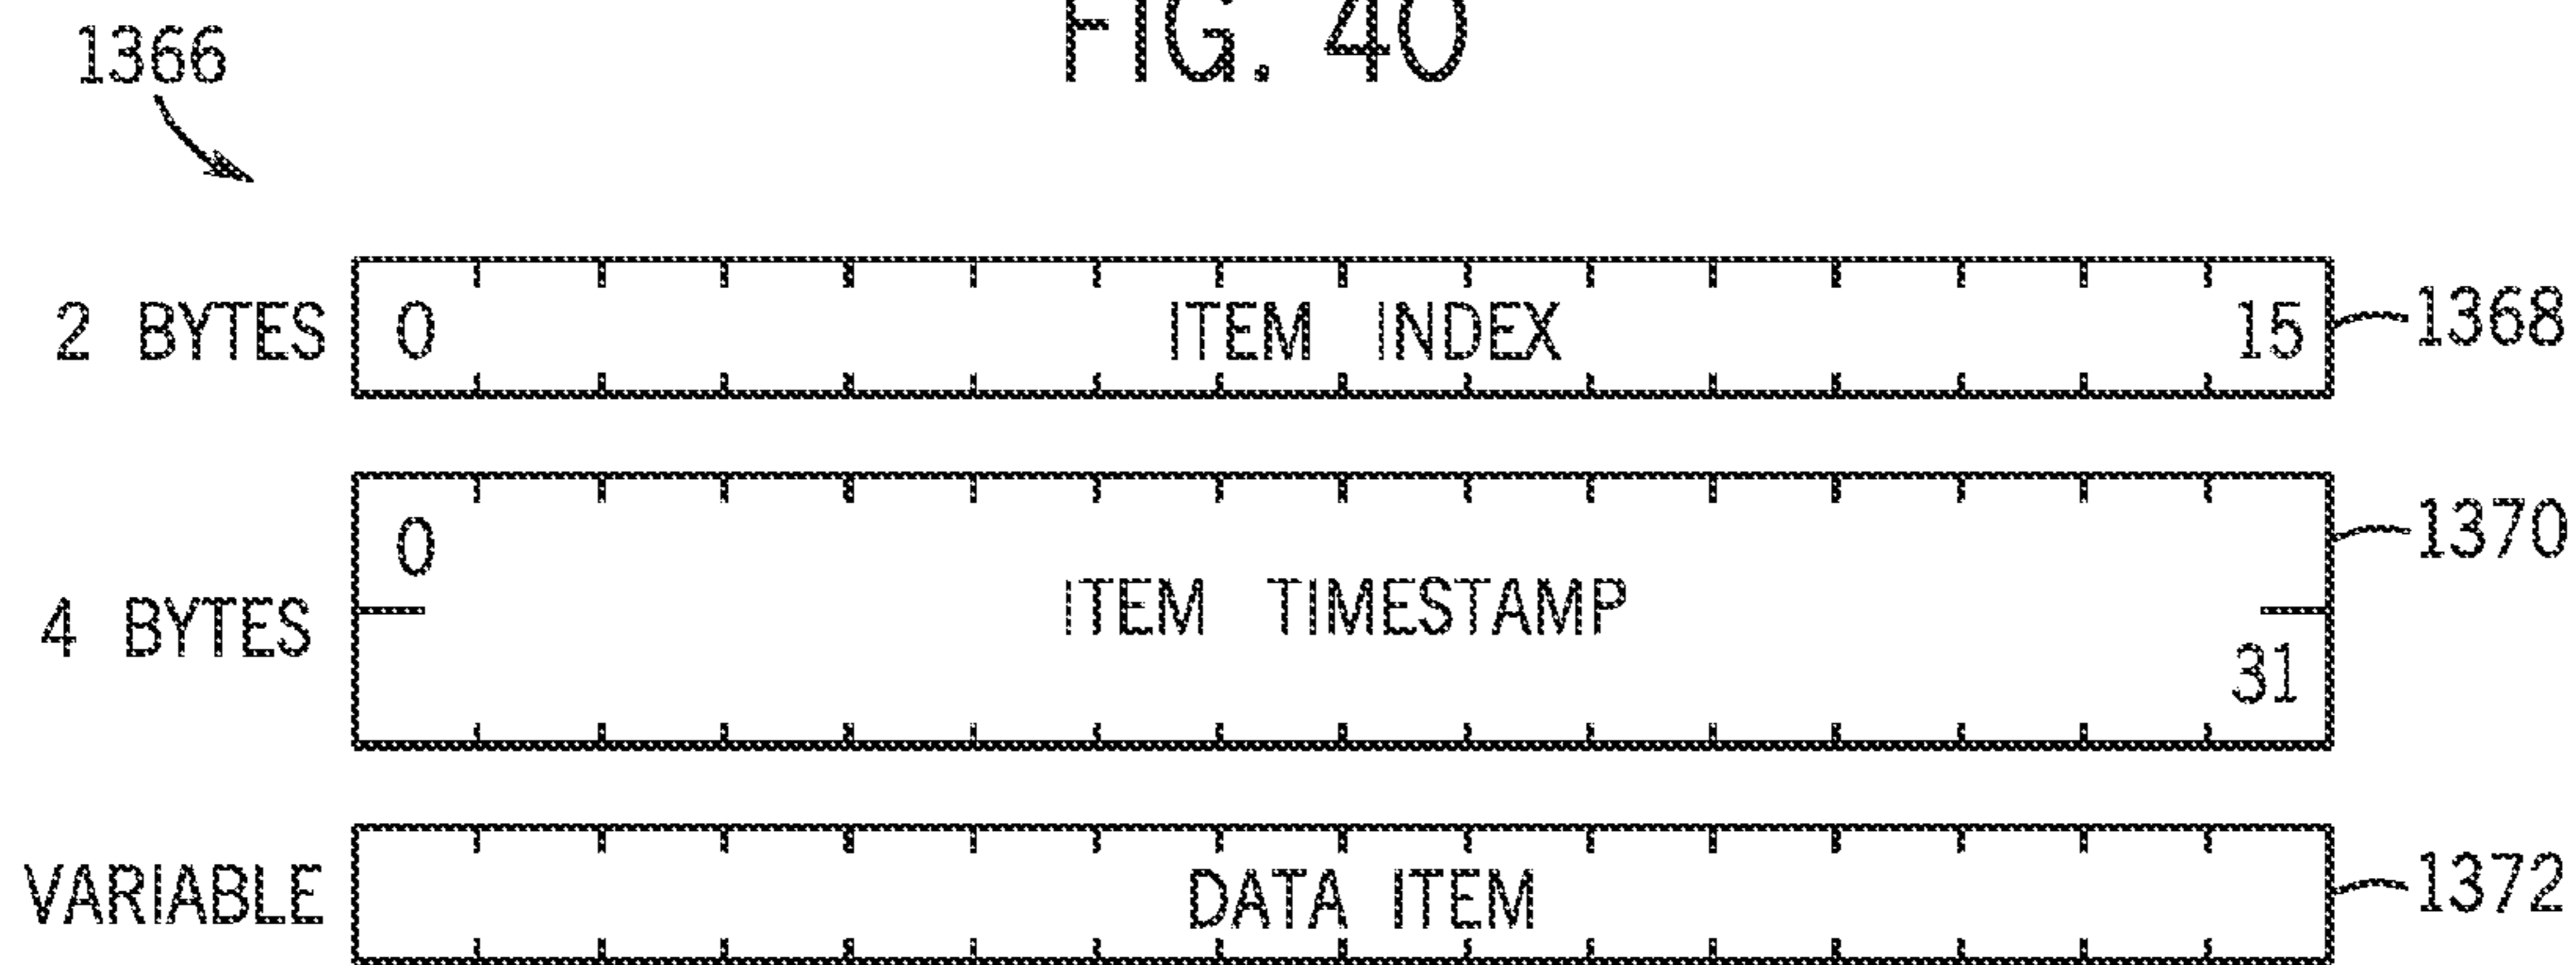 FIG. 40
1366
2 BYTES 0 ITEM INDEX 15 1368
0 1370
4 BYTES ITEM TIMESTAMP
31
VARIABLE DATA ITEM 1372